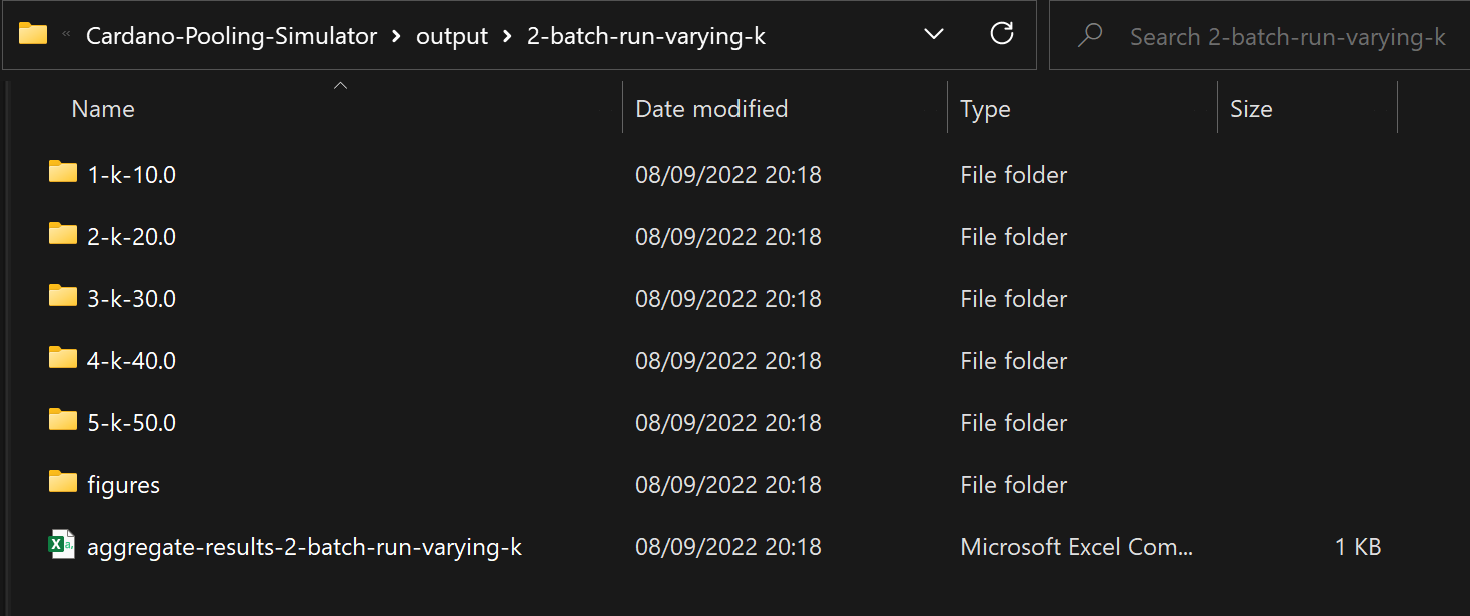 « Cardano-Pooling-Simulator > output > 2-batch-run-varying-k Search 2-batch-run-varying-k
Name Date modified Type Size
1-k-10.0 08/09/2022 20:18 File folder
2-k-20.0 08/09/2022 20:18 File folder
3-k-30.0 08/09/2022 20:18 File folder
4-k-40.0 08/09/2022 20:18 File folder
5-k-50.0 08/09/2022 20:18 File folder
figures 08/09/2022 20:18 File folder
aggregate-results-2-batch-run-varying-k 08/09/2022 20:18 Microsoft Excel Com... 1 KB